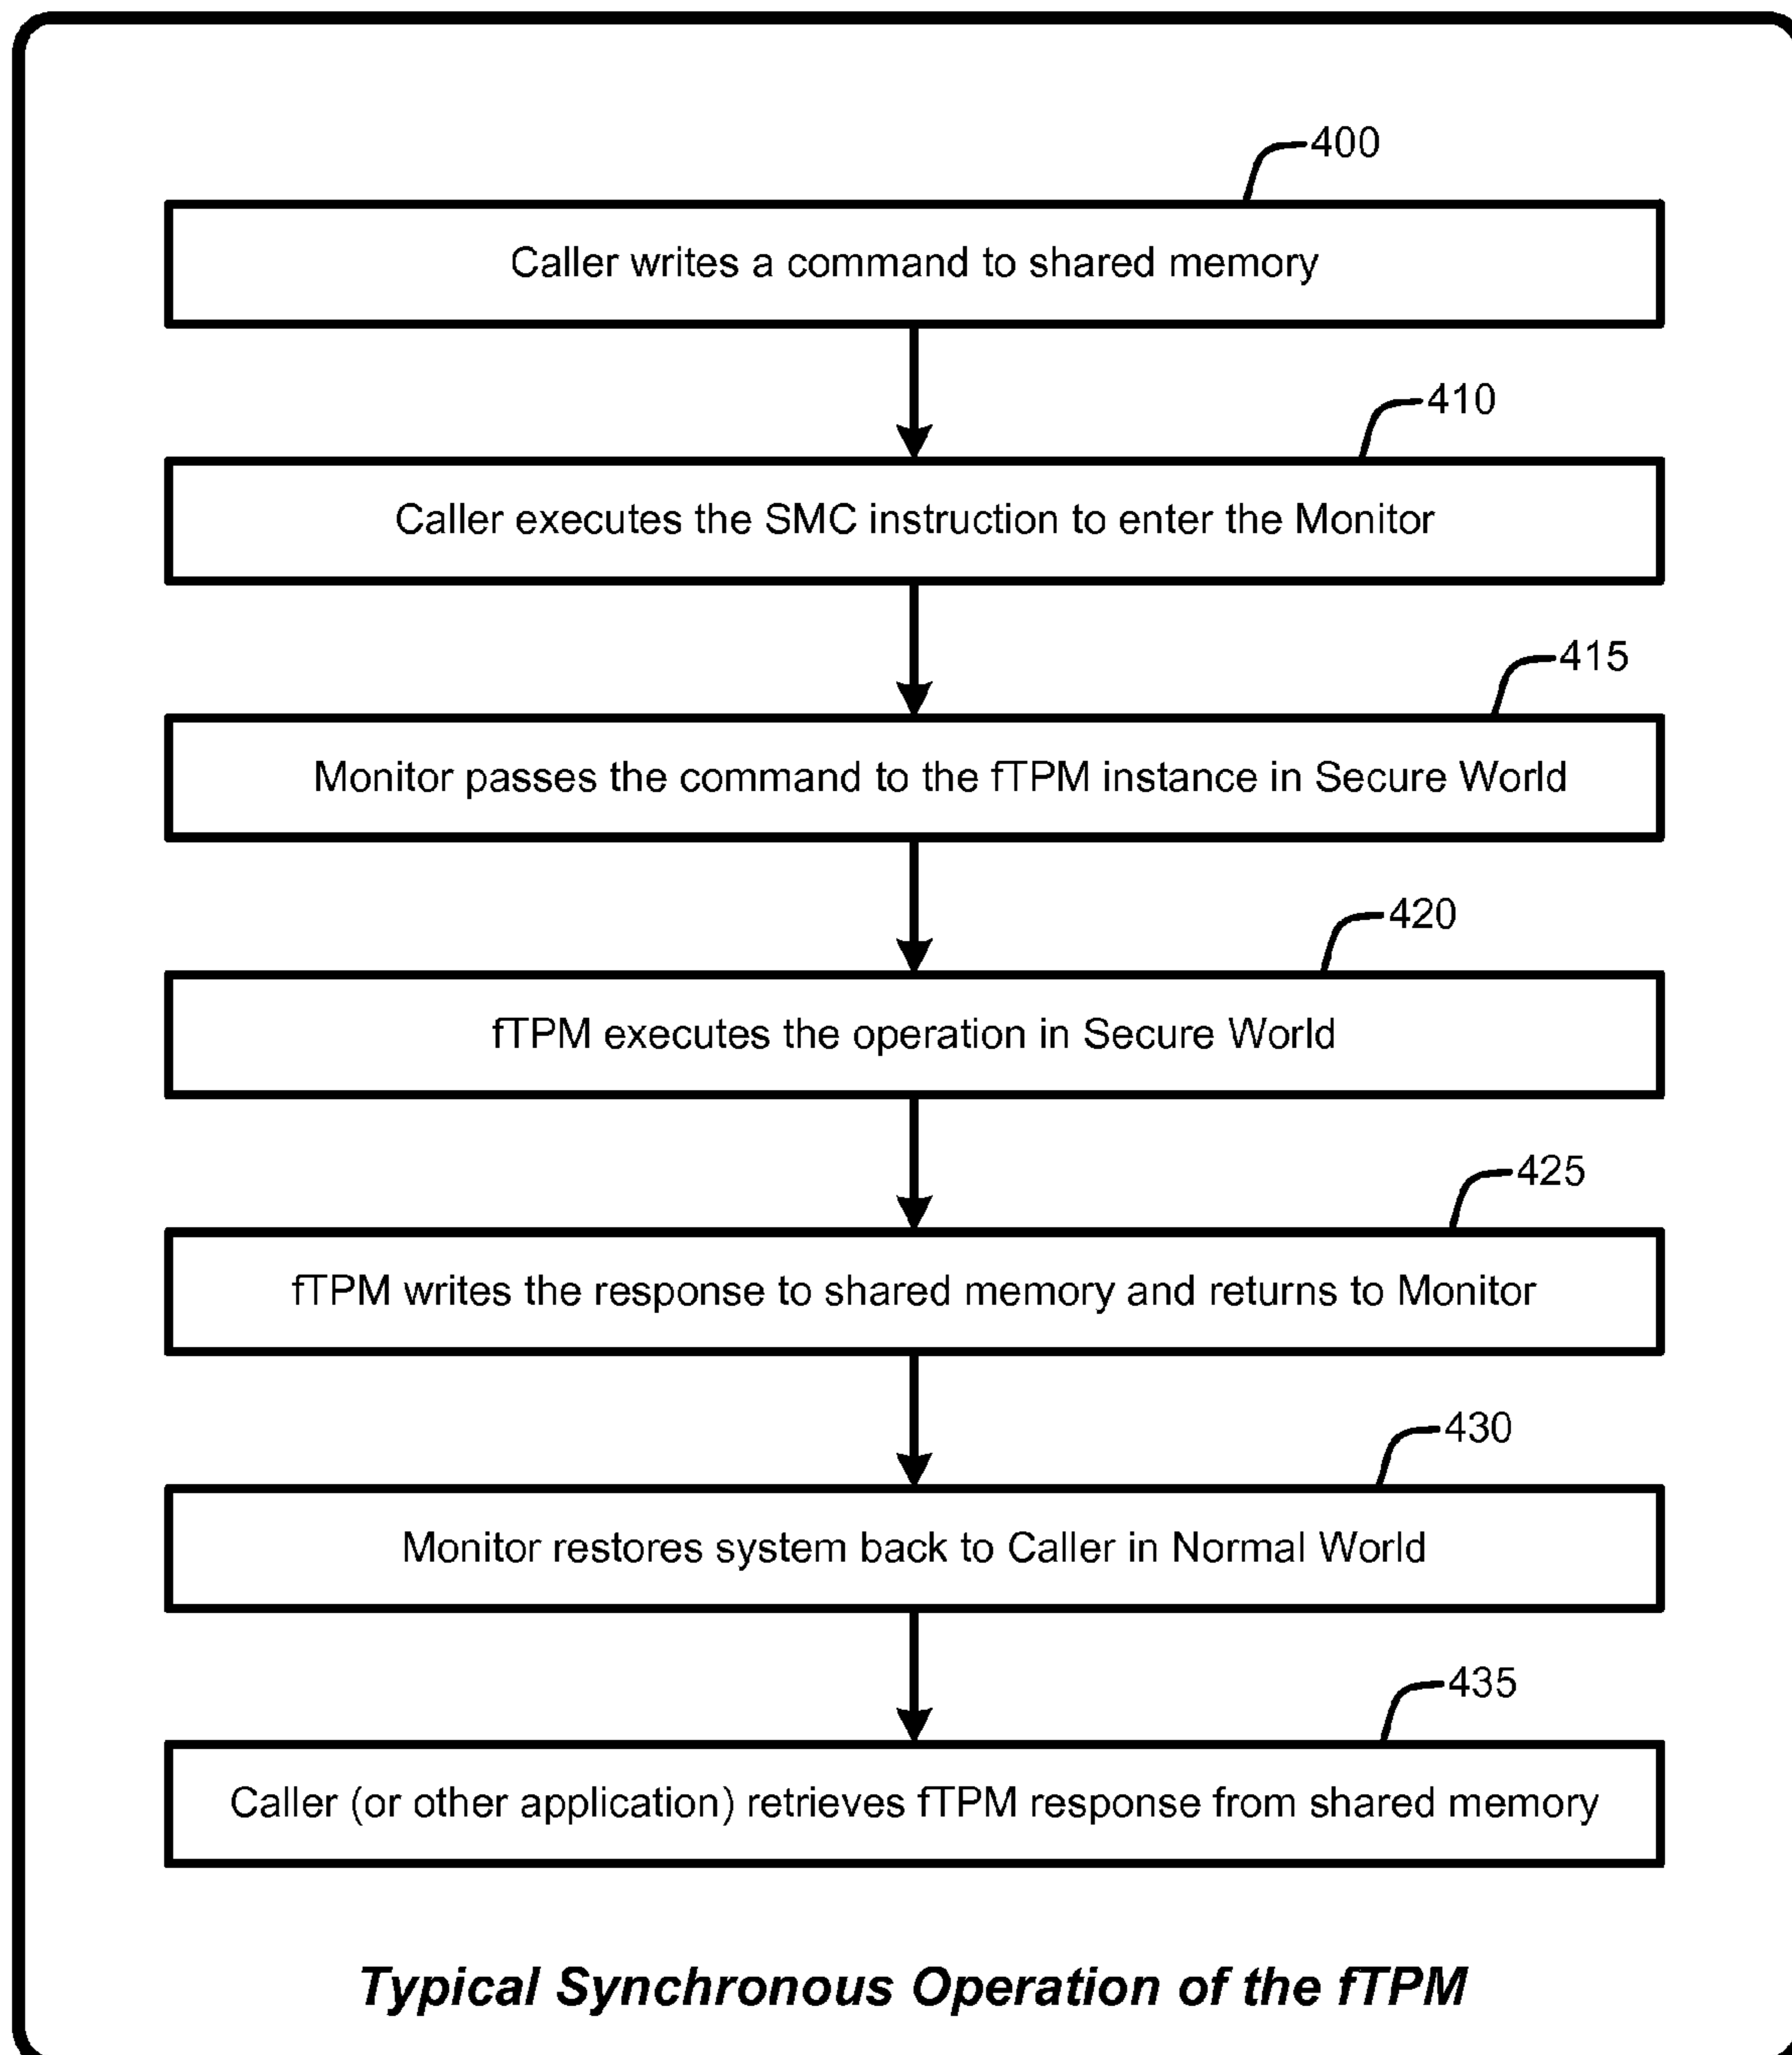 400
Caller writes a command to shared memory
410
Caller executes the SMC instruction to enter the Monitor
415
Monitor passes the command to the fTPM instance in Secure World
420
fTPM executes the operation in Secure World
425
fTPM writes the response to shared memory and returns to Monitor
430
Monitor restores system back to Caller in Normal World
435
Caller (or other application) retrieves fTPM response from shared memory
Typical Synchronous Operation of the fTPM